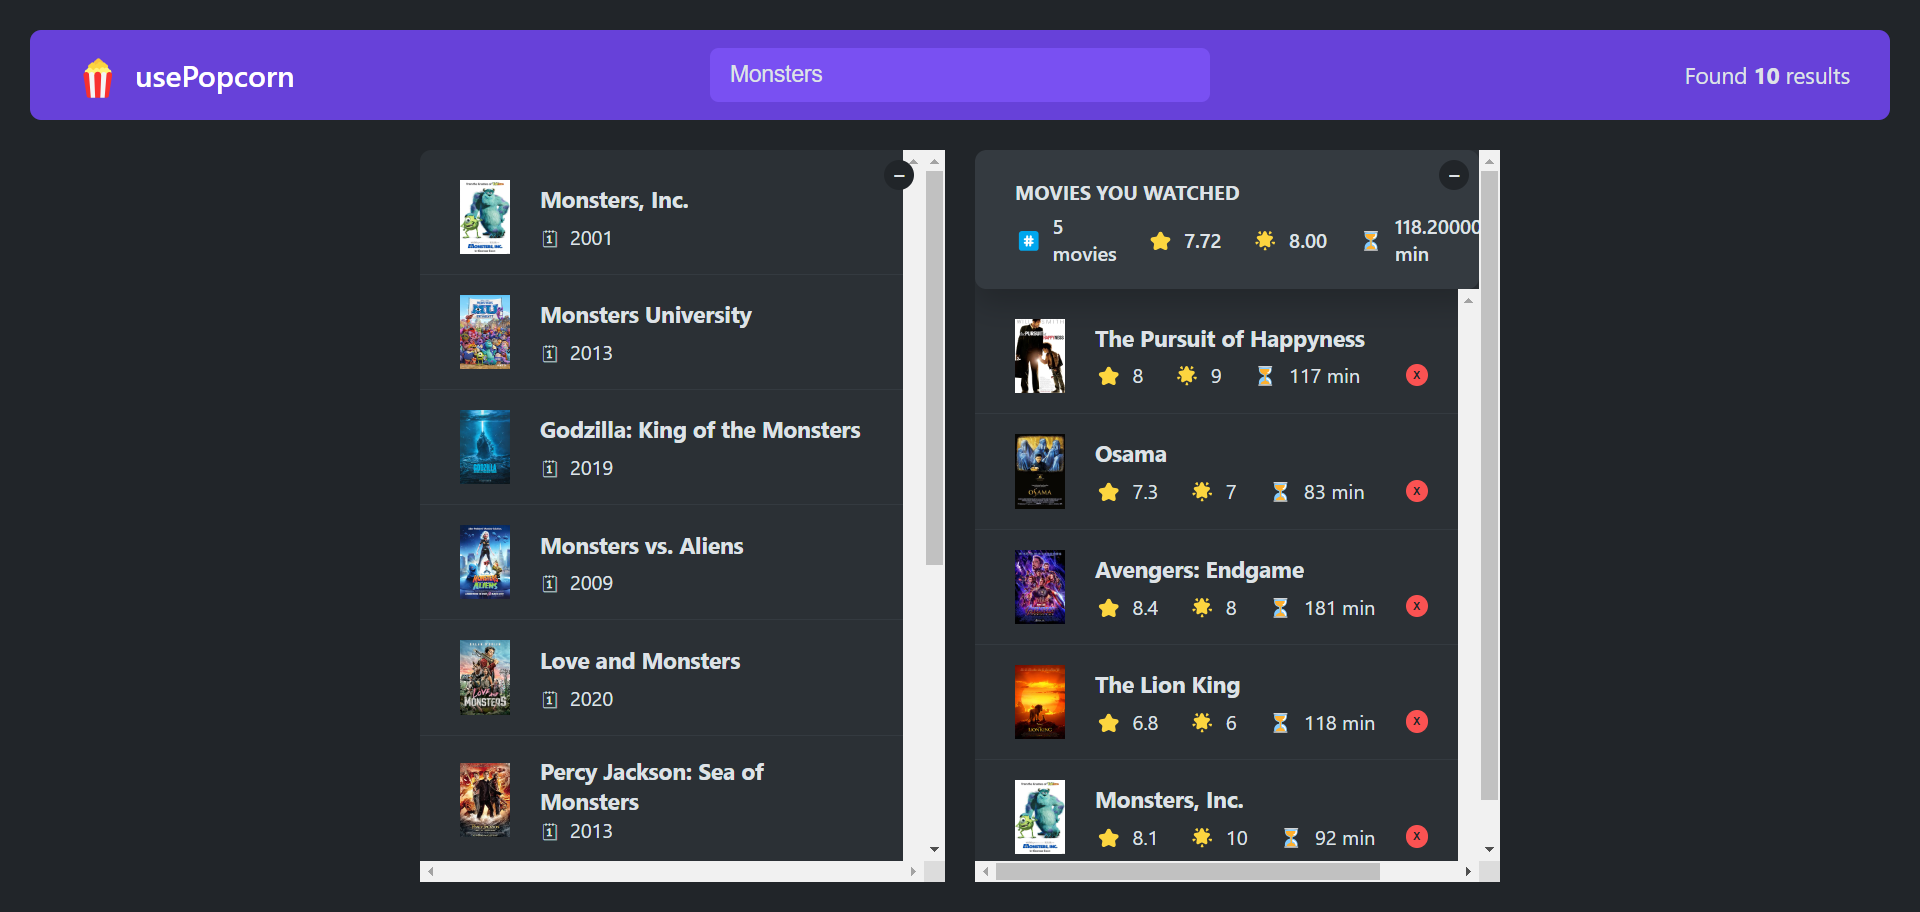 usePopcorn
Monsters
Found 10 results
Monsters, Inc.
2001
Monsters University
2013
Godzilla: King of the Monsters
2019
Monsters vs. Aliens
2009
Love and Monsters
2020
Percy Jackson: Sea of
Monsters
2013
MOVIES YOU WATCHED
5 movies
7.72
8.00
118.20000
min
The Pursuit of Happyness
8 9 117 min X
Osama
7.3 7 83 min X
Avengers: Endgame
8.4 8 181 min X
The Lion King
6.8 6 118 min X
Monsters, Inc.
8.1 10 92 min X